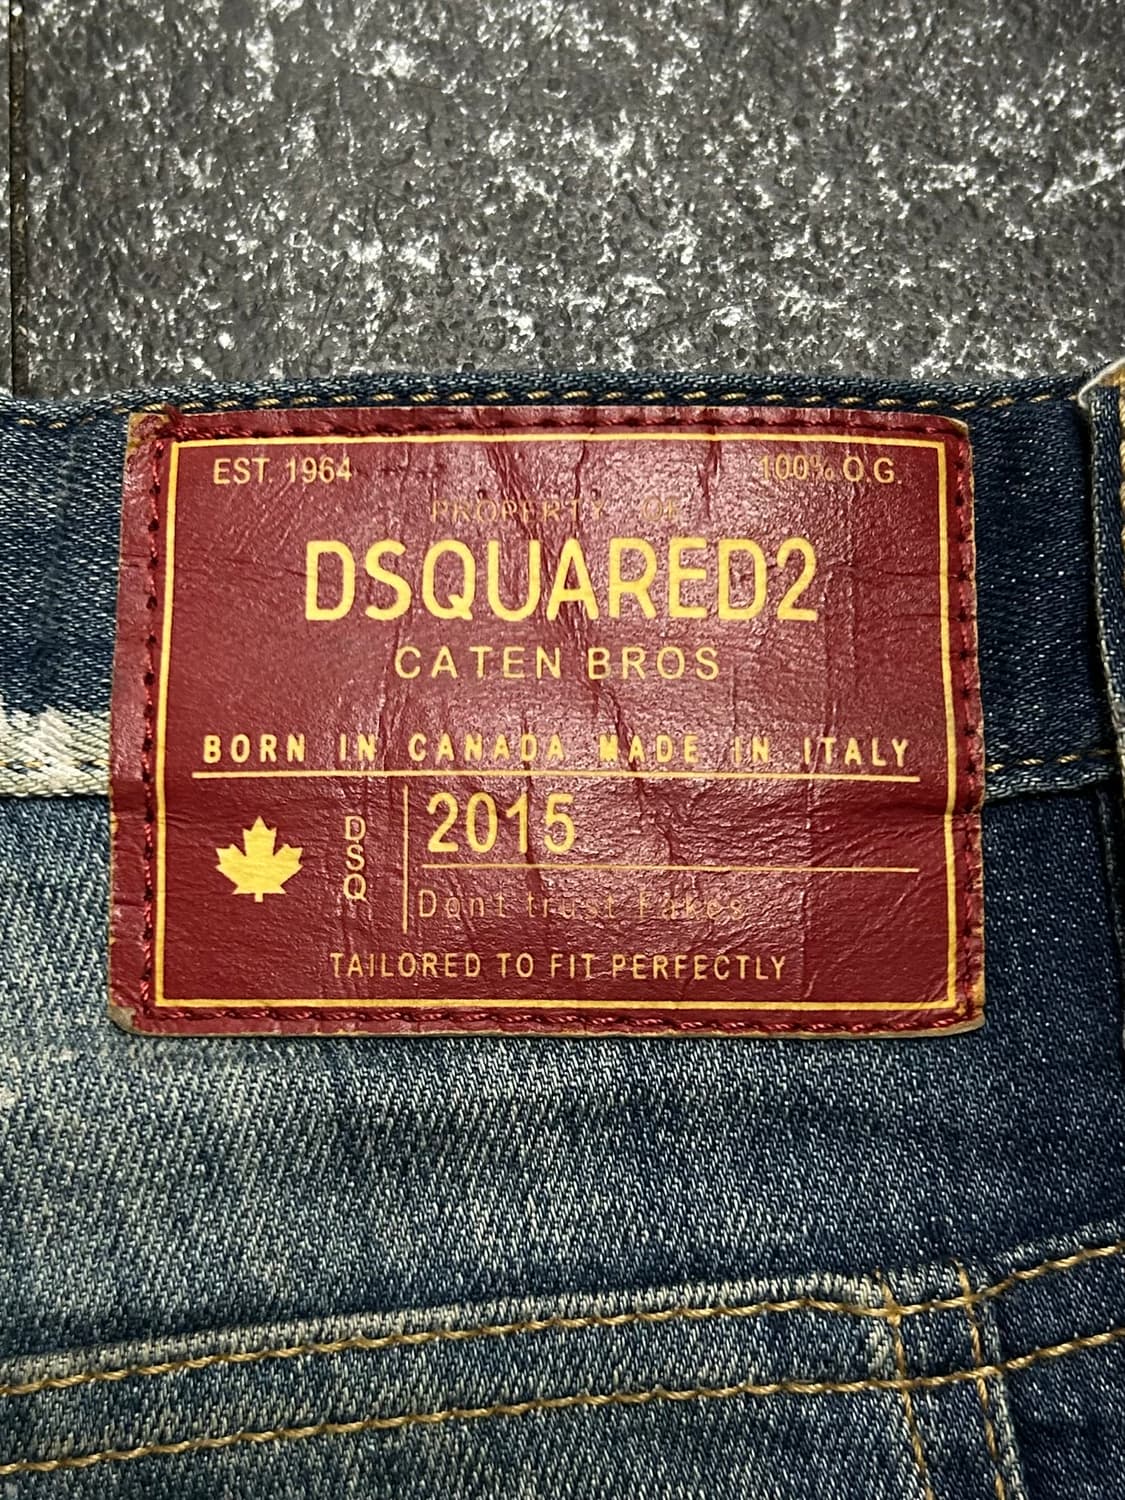 EST. 1964 100% O.G.
PROPERTY OF
DSQUARED2
CATEN BROS
BORN IN CANADA MADE IN ITALY
DSQ
2015
Dont trust Fakes
TAILORED TO FIT PERFECTLY